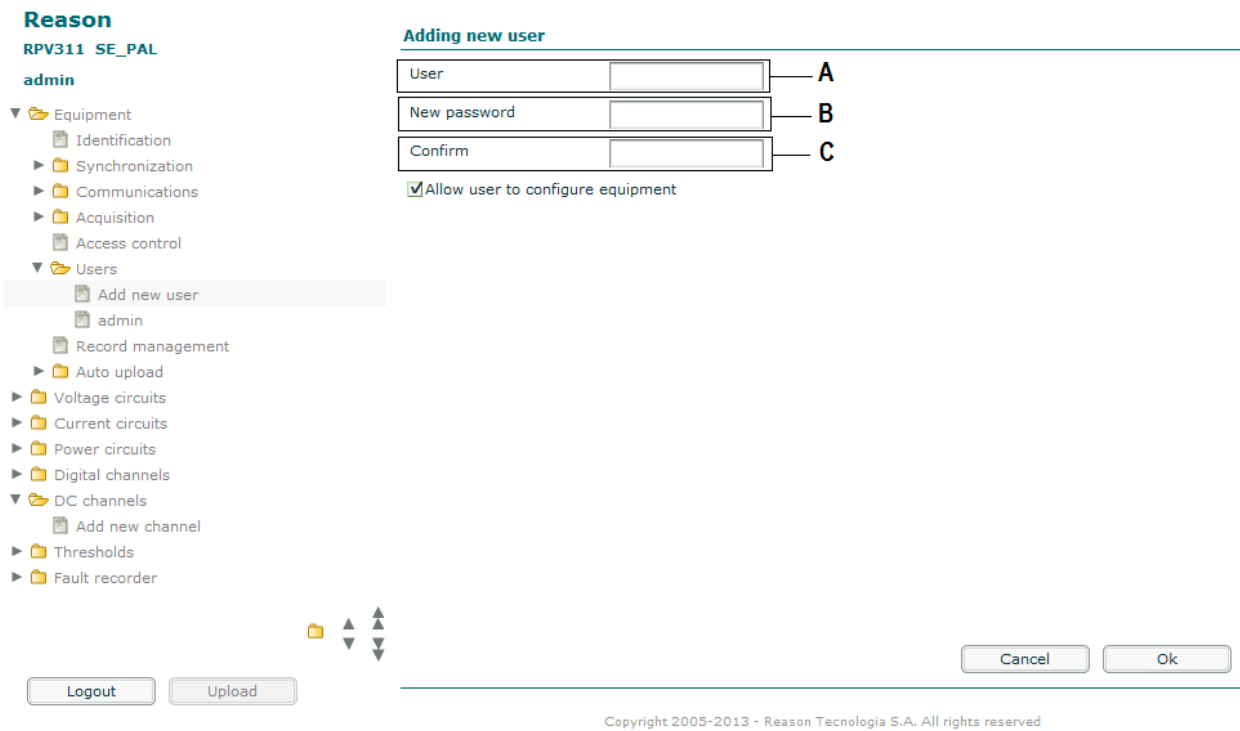 Reason
RPV311 SE_PAL
admin
Equipment
Identification
Synchronization
Communications
Acquisition
Access control
Users
Add new user
admin
Record management
Auto upload
Voltage circuits
Current circuits
Power circuits
Digital channels
DC channels
Add new channel
Thresholds
Fault recorder
Logout
Upload
Adding new user
User
A
New password
B
Confirm
C
Allow user to configure equipment
Cancel
Ok
Copyright 2005-2013 - Reason Tecnologia S.A. All rights reserved